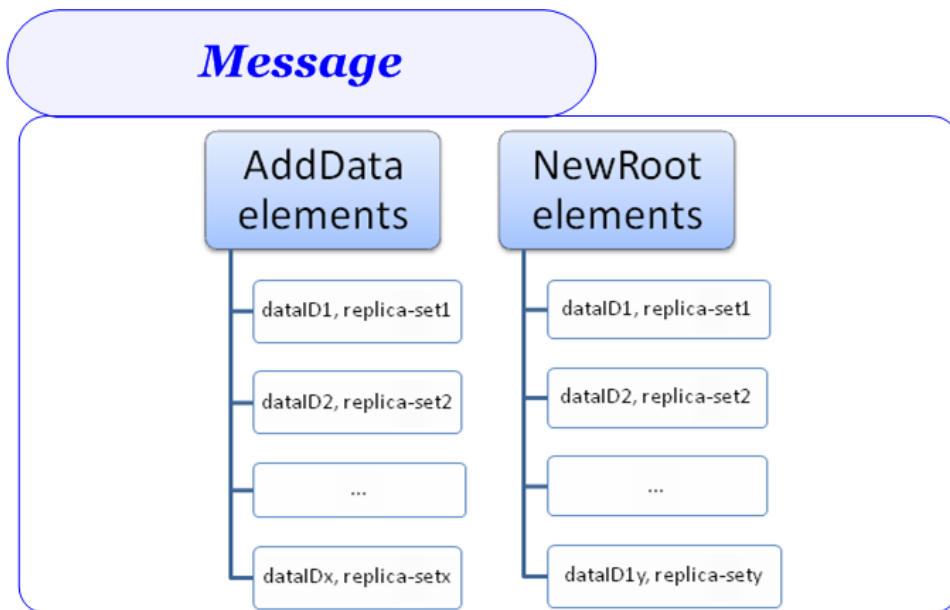 Message
AddData
elements
NewRoot
elements
dataID1, replica-set1
dataID2, replica-set2
...
dataIDx, replica-setx
dataID1, replica-set1
dataID2, replica-set2
...
dataID1y, replica-sety